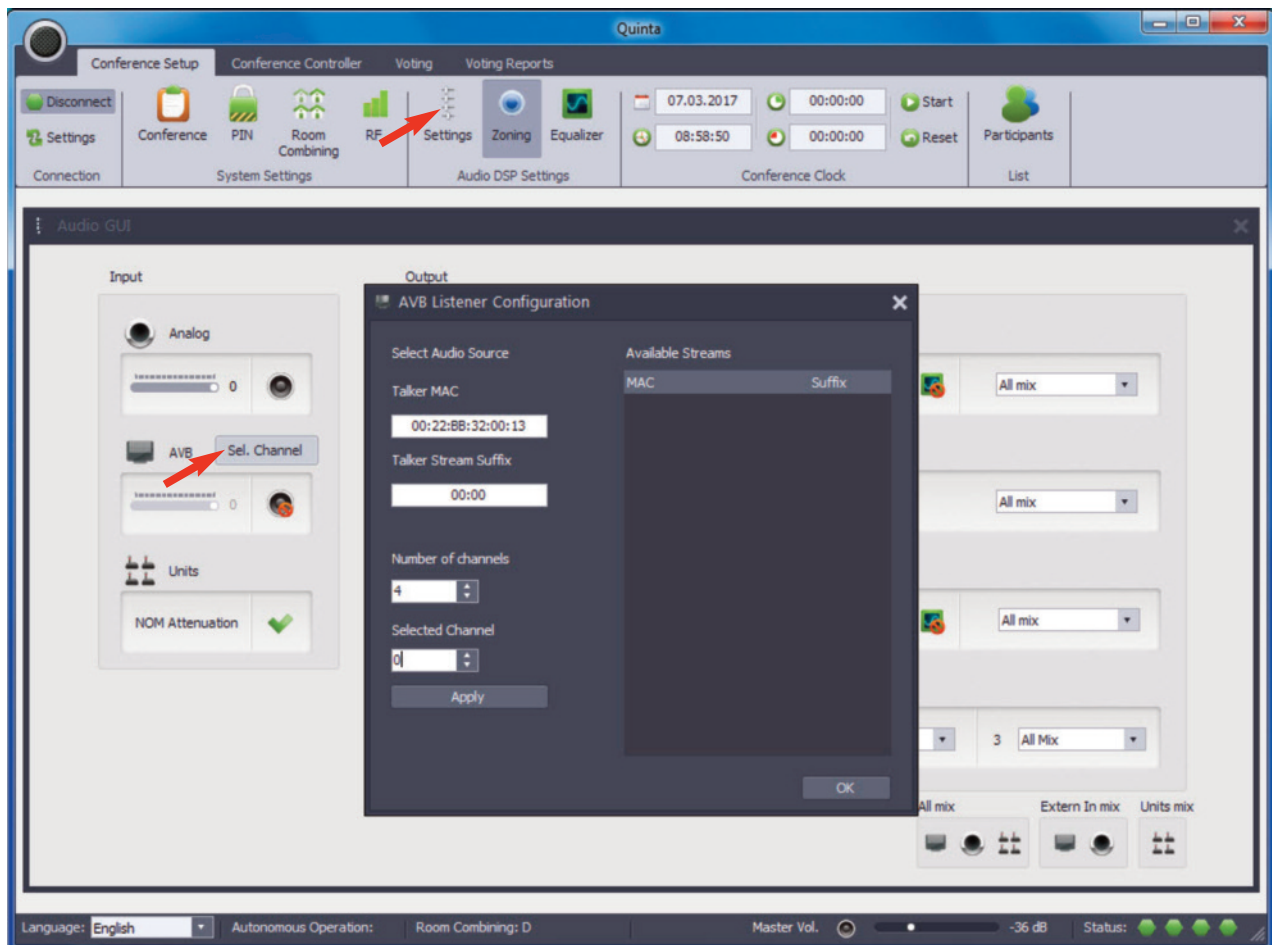 Quinta
Conference Setup Conference Controller Voting Voting Reports
Disconnect
Settings
Connection
Conference PIN Room Combining RF
System Settings
Settings Zoning Equalizer
Audio DSP Settings
07.03.2017 00:00:00 Start
08:58:50 00:00:00 Reset
Conference Clock
Participants
List
Audio GUI
Input
Analog
0
AVB Sel. Channel
0
Units
NOM Attenuation
Output
AVB Listener Configuration
Select Audio Source
Talker MAC
00:22:BB:32:00:13
Talker Stream Suffix
00:00
Number of channels
4
Selected Channel
0
Apply
Available Streams
MAC Suffix
OK
All mix
All mix
All mix
3 All Mix
All mix Extern In mix Units mix
Language: English Autonomous Operation: Room Combining: D Master Vol. -36 dB Status: